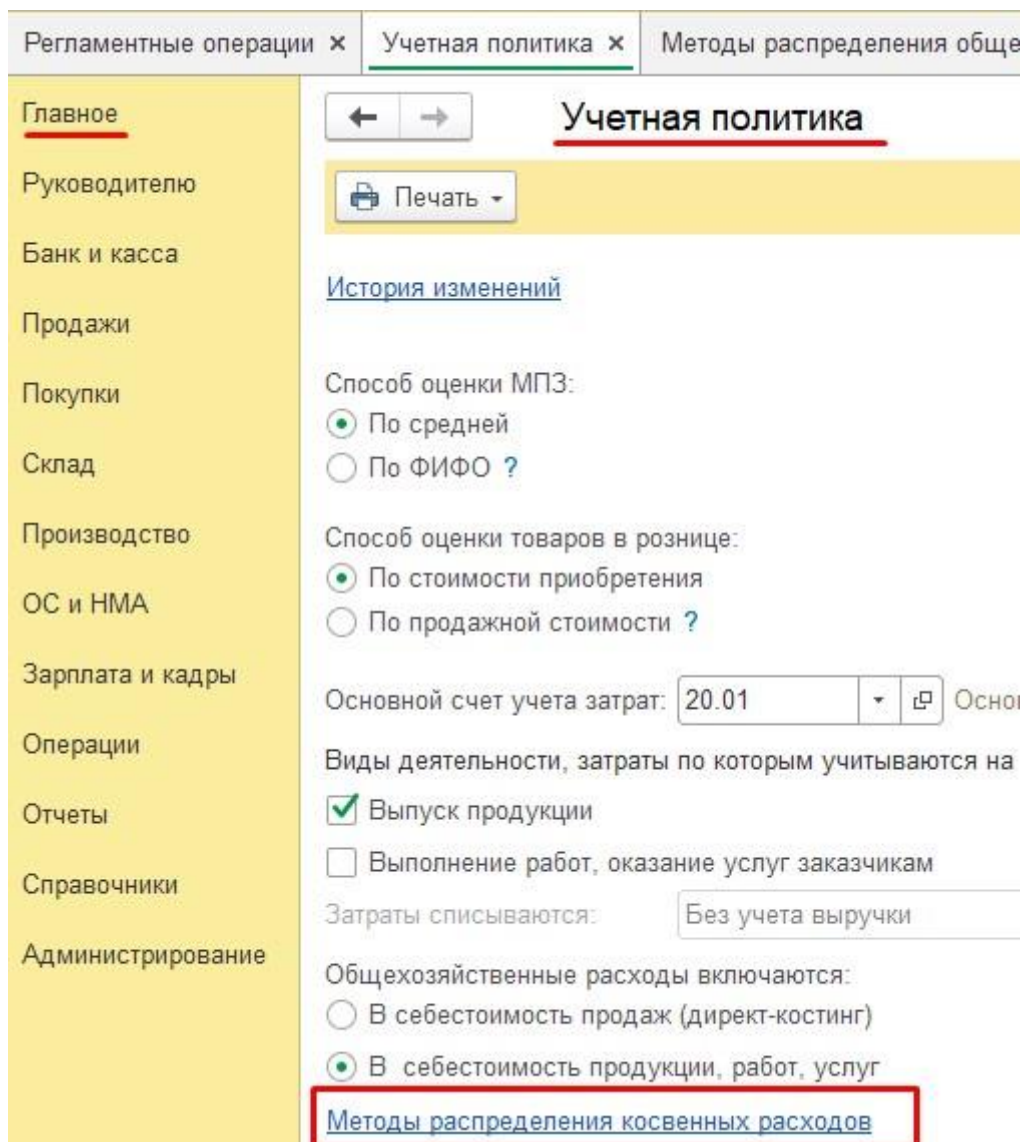 Регламентные операции × Учетная политика × Методы распределения обще
Главное
Руководителю
Банк и касса
Продажи
Покупки
Склад
Производство
ОС и НМА
Зарплата и кадры
Операции
Отчеты
Справочники
Администрирование
Учетная политика
Печать
История изменений
Способ оценки МПЗ:
По средней
По ФИФО ?
Способ оценки товаров в рознице:
По стоимости приобретения
По продажной стоимости ?
Основной счет учета затрат: 20.01 Осно
Виды деятельности, затраты по которым учитываются на
Выпуск продукции
Выполнение работ, оказание услуг заказчикам
Затраты списываются: Без учета выручки
Общехозяйственные расходы включаются:
В себестоимость продаж (директ-костинг)
В себестоимость продукции, работ, услуг
Методы распределения косвенных расходов